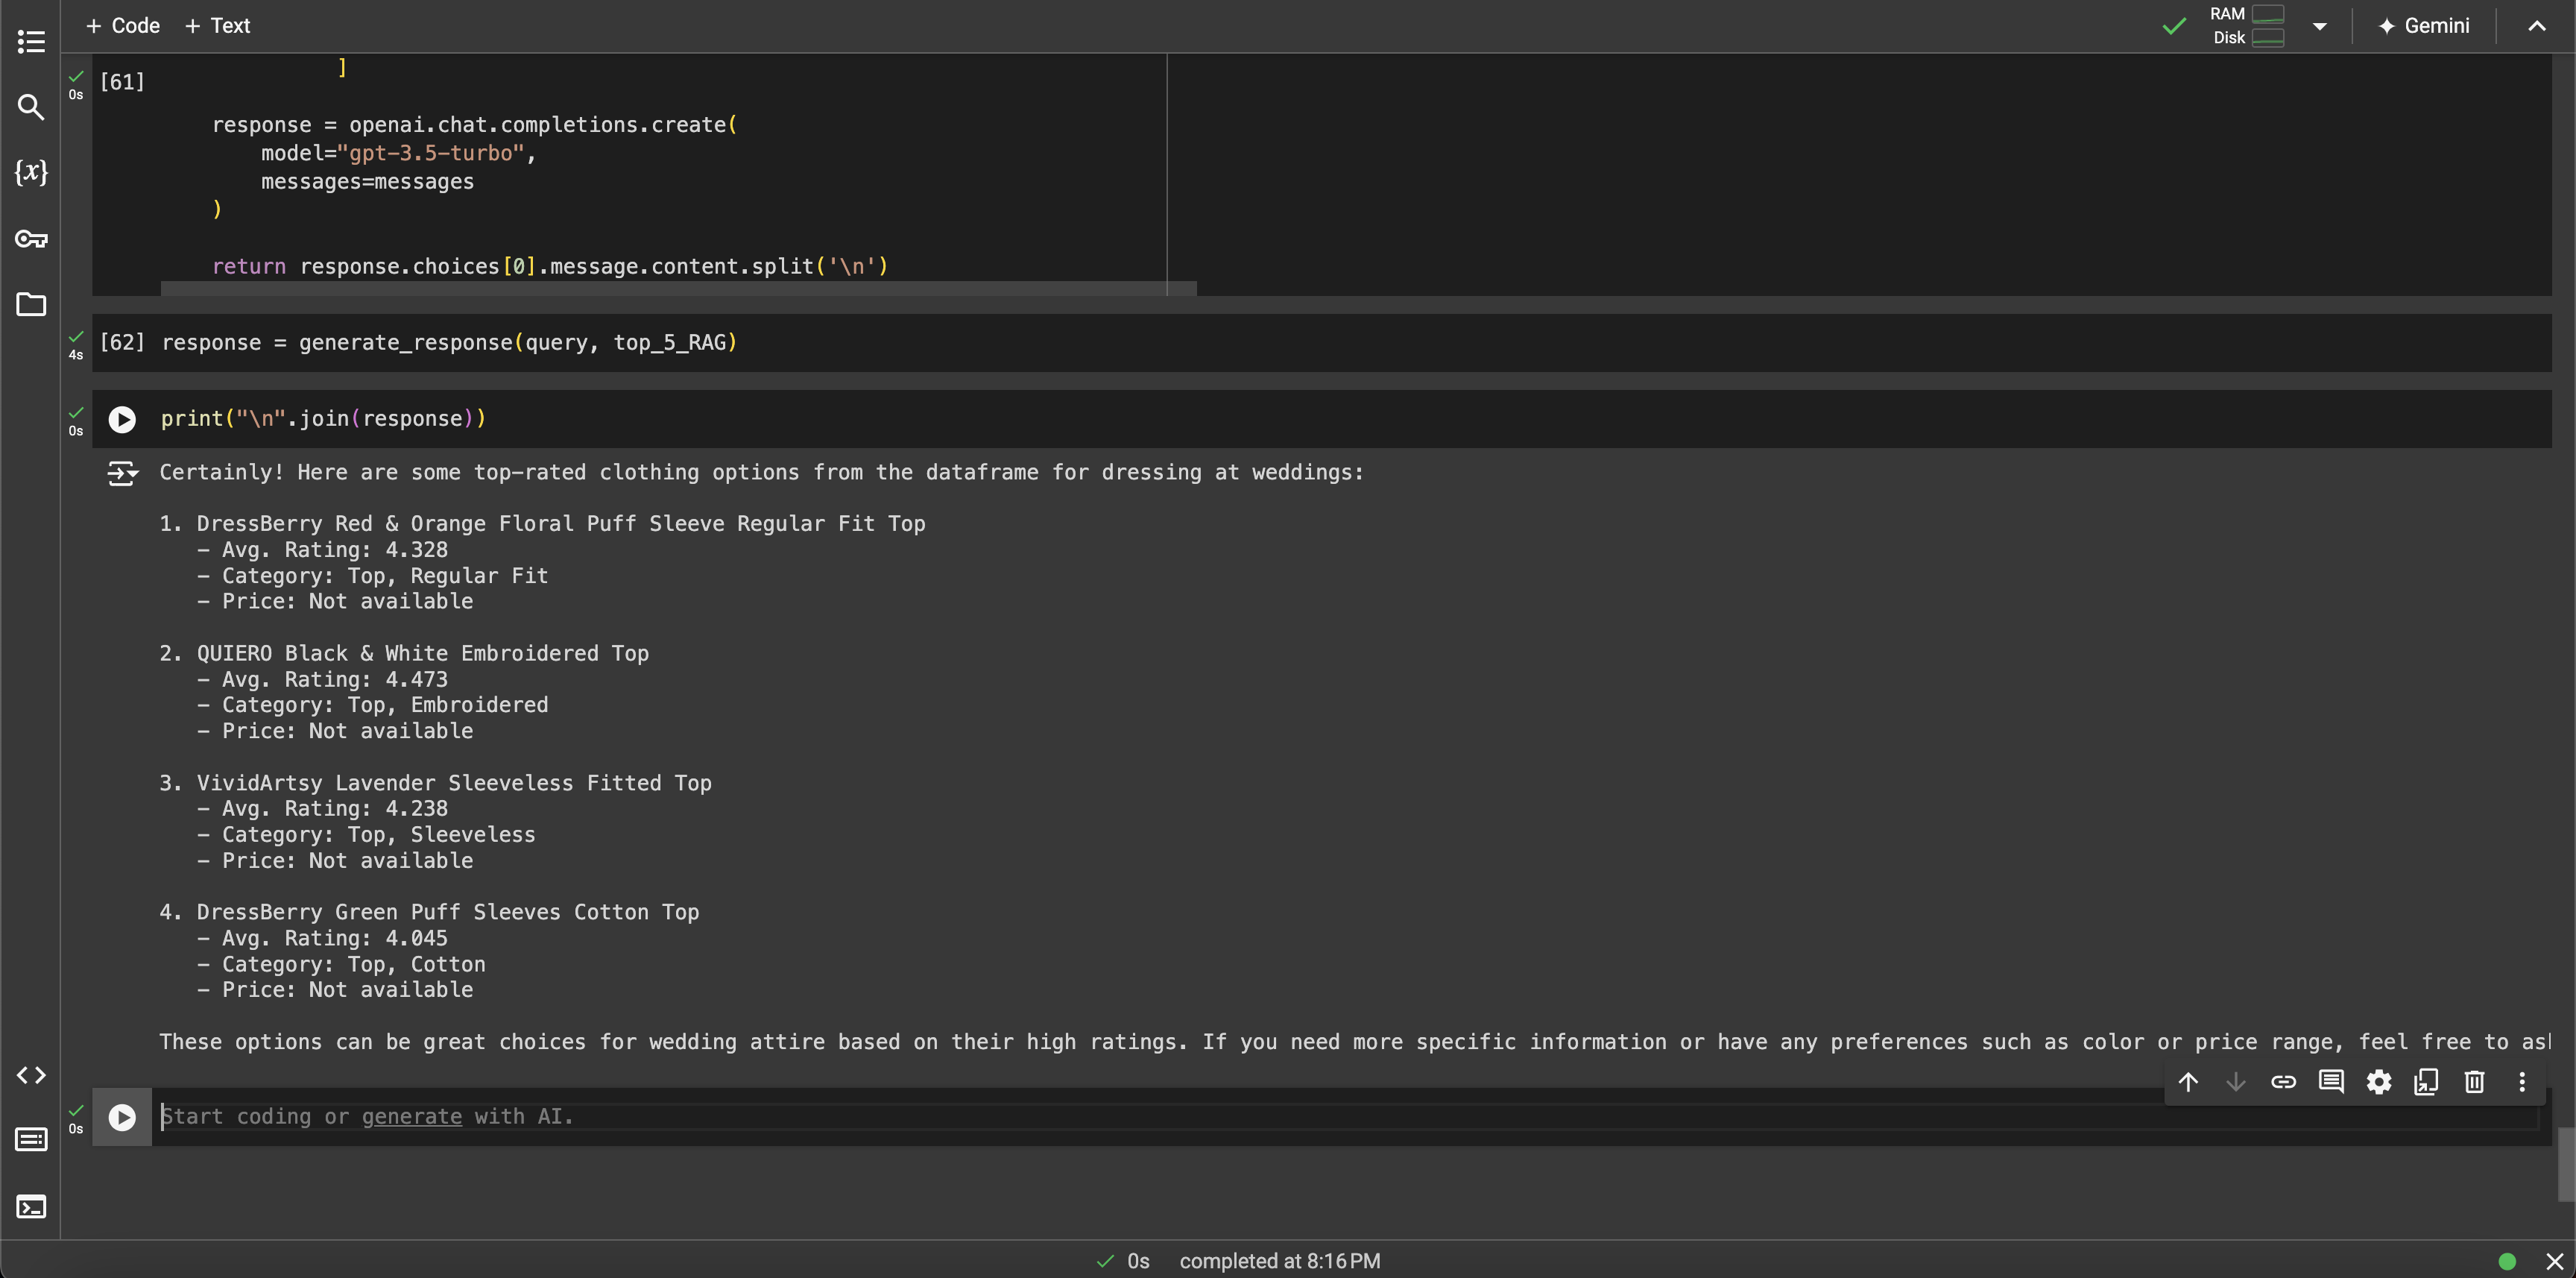 + Code + Text
RAM
Disk
Gemini
]
[61]
0s
response = openai.chat.completions.create(
model="gpt-3.5-turbo",
messages=messages
)
return response.choices[0].message.content.split('\n')
[62] response = generate_response(query, top_5_RAG)
4s
print("\n".join(response))
0s
Certainly! Here are some top-rated clothing options from the dataframe for dressing at weddings:
1. DressBerry Red & Orange Floral Puff Sleeve Regular Fit Top
- Avg. Rating: 4.328
- Category: Top, Regular Fit
- Price: Not available
2. QUIERO Black & White Embroidered Top
- Avg. Rating: 4.473
- Category: Top, Embroidered
- Price: Not available
3. VividArtsy Lavender Sleeveless Fitted Top
- Avg. Rating: 4.238
- Category: Top, Sleeveless
- Price: Not available
4. DressBerry Green Puff Sleeves Cotton Top
- Avg. Rating: 4.045
- Category: Top, Cotton
- Price: Not available
These options can be great choices for wedding attire based on their high ratings. If you need more specific information or have any preferences such as color or price range, feel free to
Start coding or generate with AI.
0s
0s completed at 8:16 PM